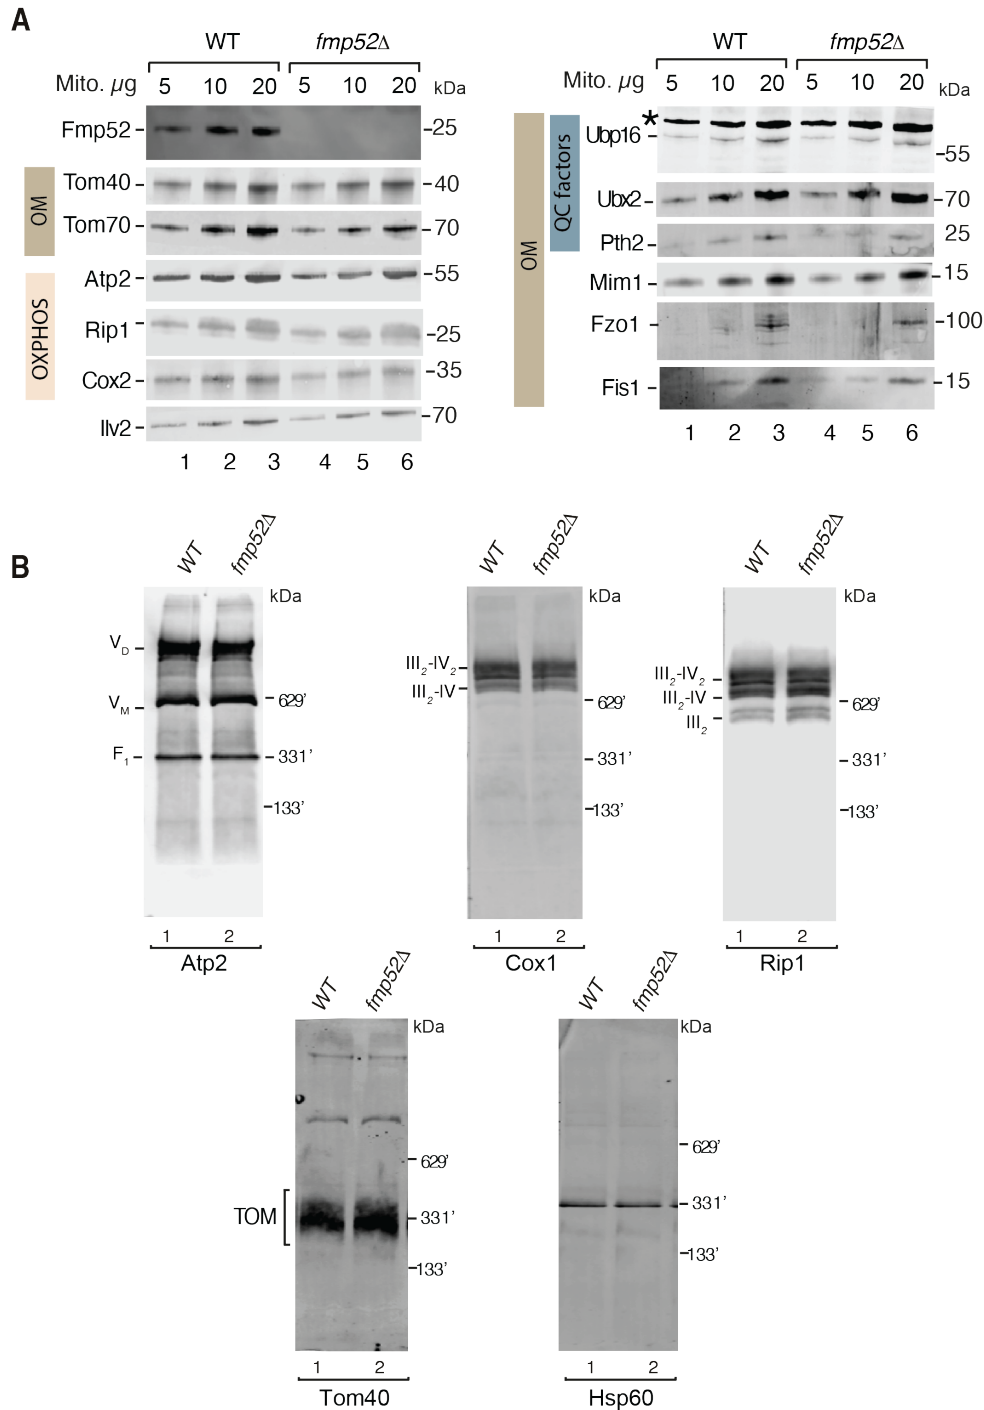 A
WT fmp52Δ
Mito. µg 5 10 20 5 10 20 kDa
Fmp52 25
OM
Tom40 40
Tom70 70
OXPHOS
Atp2 55
Rip1 25
Cox2 35
Ilv2 70
1 2 3 4 5 6
WT fmp52Δ
Mito. µg 5 10 20 5 10 20 kDa
OM
QC factors
*
Ubp16 55
Ubx2 70
Pth2 25
Mim1 15
Fzo1 100
Fis1 15
1 2 3 4 5 6
B
WT fmp52Δ
kDa
VD
VM 629'
F1 331'
133'
1 2
Atp2
WT fmp52Δ
kDa
III2-IV2
III2-IV 629'
331'
133'
1 2
Cox1
WT fmp52Δ
kDa
III2-IV2
III2-IV 629'
III2
331'
133'
1 2
Rip1
WT fmp52Δ
kDa
629'
TOM 331'
133'
1 2
Tom40
WT fmp52Δ
kDa
629'
331'
133'
1 2
Hsp60